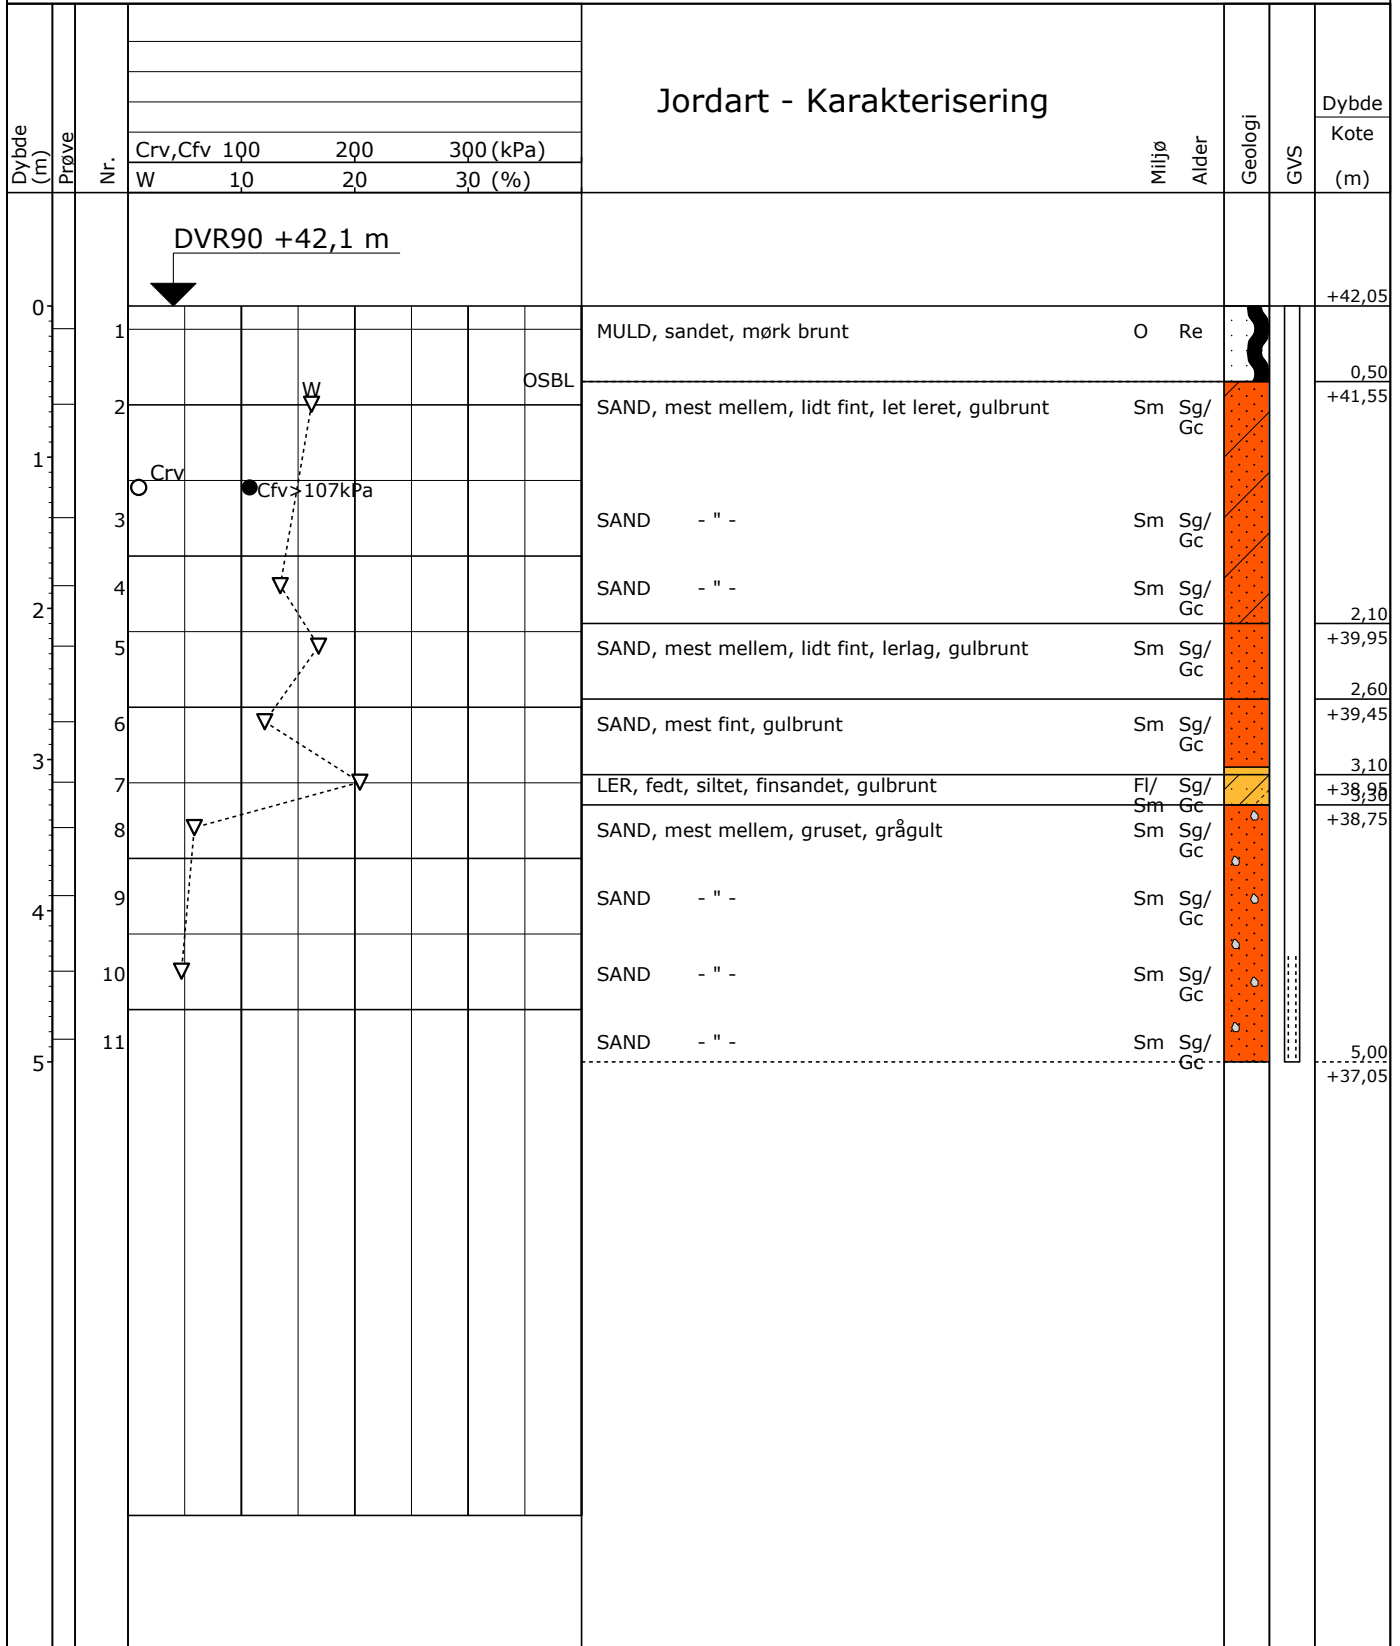 Jordart - Karakterisering
Dybde (m)
Prøve
Nr.
Crv,Cfv 100 200 300 (kPa)
W 10 20 30 (%)
Miljø
Alder
Geologi
GVS
Dybde
Kote
(m)
DVR90 +42,1 m
0
+42,05
1 MULD, sandet, mørk brunt O Re
0,50
OSBL
W
+41,55
2 SAND, mest mellem, lidt fint, let leret, gulbrunt Sm Sg/
Gc
1
Crv
Cfv>107kPa
3 SAND - " - Sm Sg/
Gc
4 SAND - " - Sm Sg/
Gc
2
2,10
+39,95
5 SAND, mest mellem, lidt fint, lerlag, gulbrunt Sm Sg/
Gc
2,60
+39,45
6 SAND, mest fint, gulbrunt Sm Sg/
Gc
3
3,10
7 LER, fedt, siltet, finsandet, gulbrunt Fl/ Sg/
Sm Gc
+38,95
3,30
+38,75
8 SAND, mest mellem, gruset, grågult Sm Sg/
Gc
9 SAND - " - Sm Sg/
Gc
4
10 SAND - " - Sm Sg/
Gc
11 SAND - " - Sm Sg/
Gc
5
5,00
+37,05